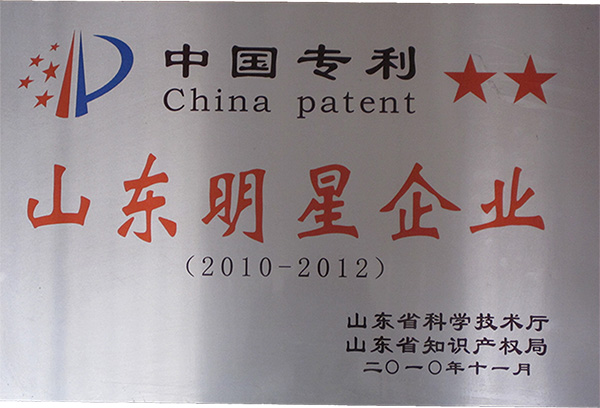 中国专利
China patent
山东明星企业
(2010-2012)
山东省科学技术厅
山东省知识产权局
二〇一〇年十一月